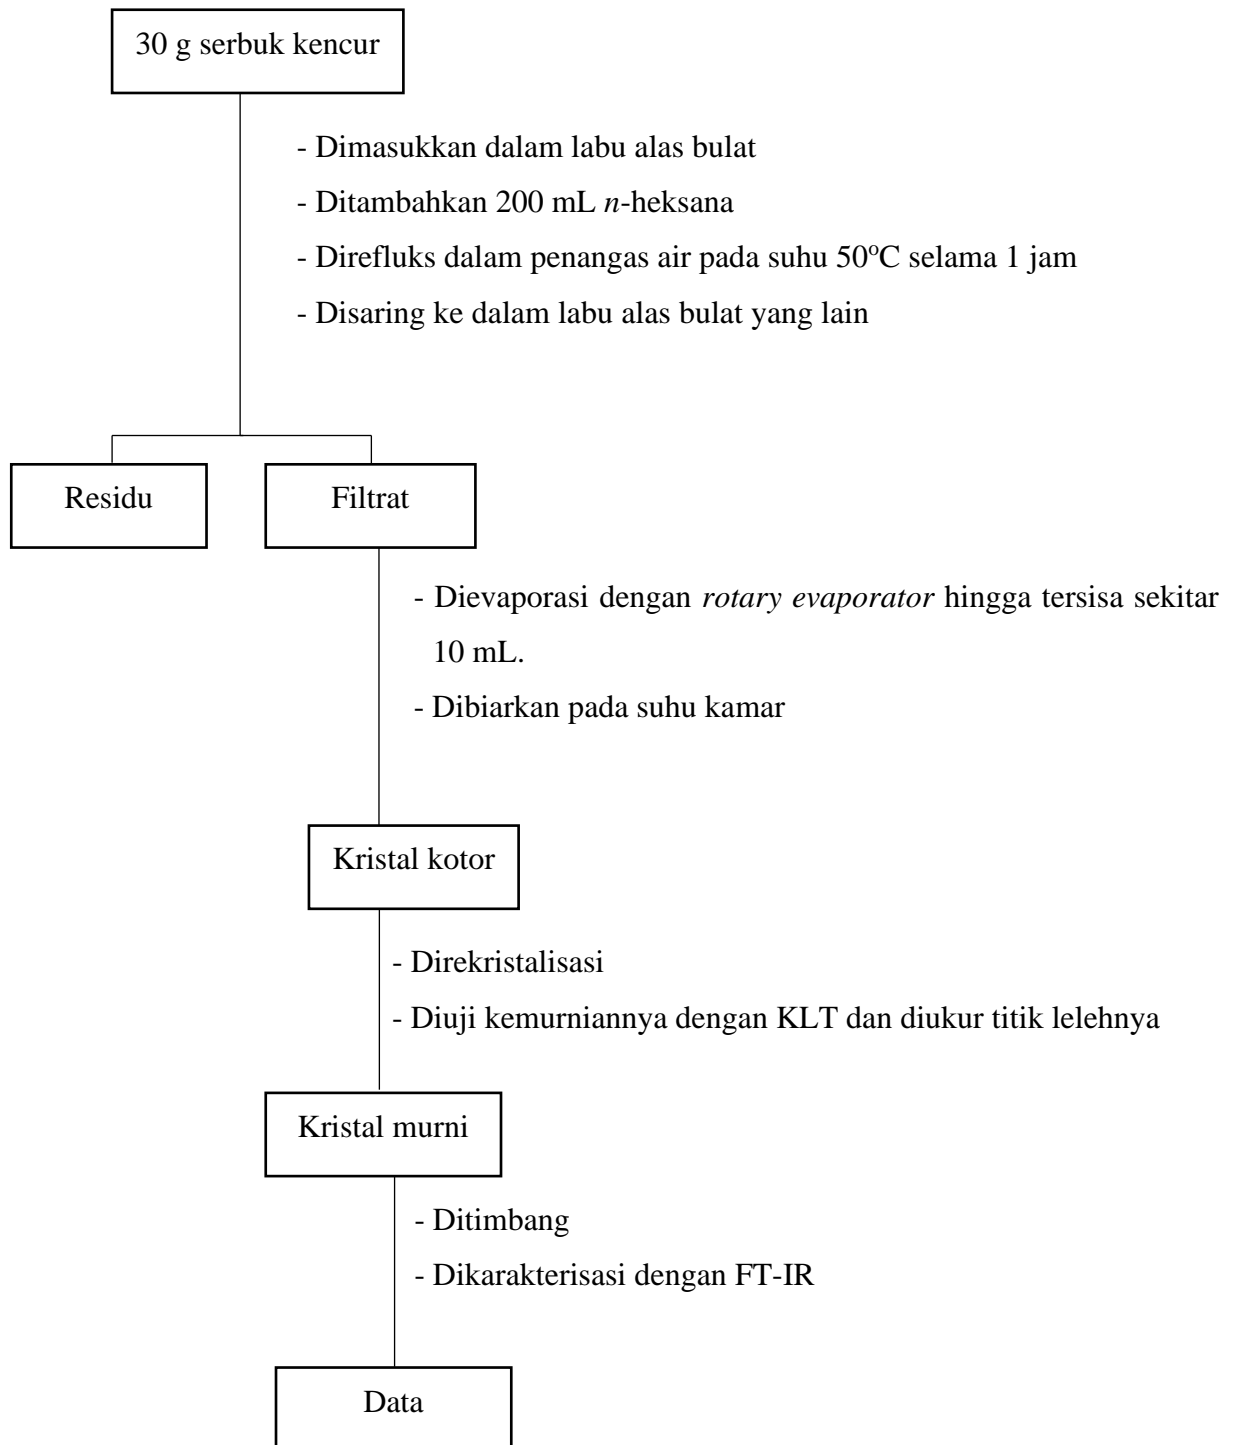 30 g serbuk kencur
- Dimasukkan dalam labu alas bulat
- Ditambahkan 200 mL n-heksana
- Direfluks dalam penangas air pada suhu 50°C selama 1 jam
- Disaring ke dalam labu alas bulat yang lain
Residu
Filtrat
- Dievaporasi dengan rotary evaporator hingga tersisa sekitar
10 mL.
- Dibiarkan pada suhu kamar
Kristal kotor
- Direkristalisasi
- Diuji kemurniannya dengan KLT dan diukur titik lelehnya
Kristal murni
- Ditimbang
- Dikarakterisasi dengan FT-IR
Data